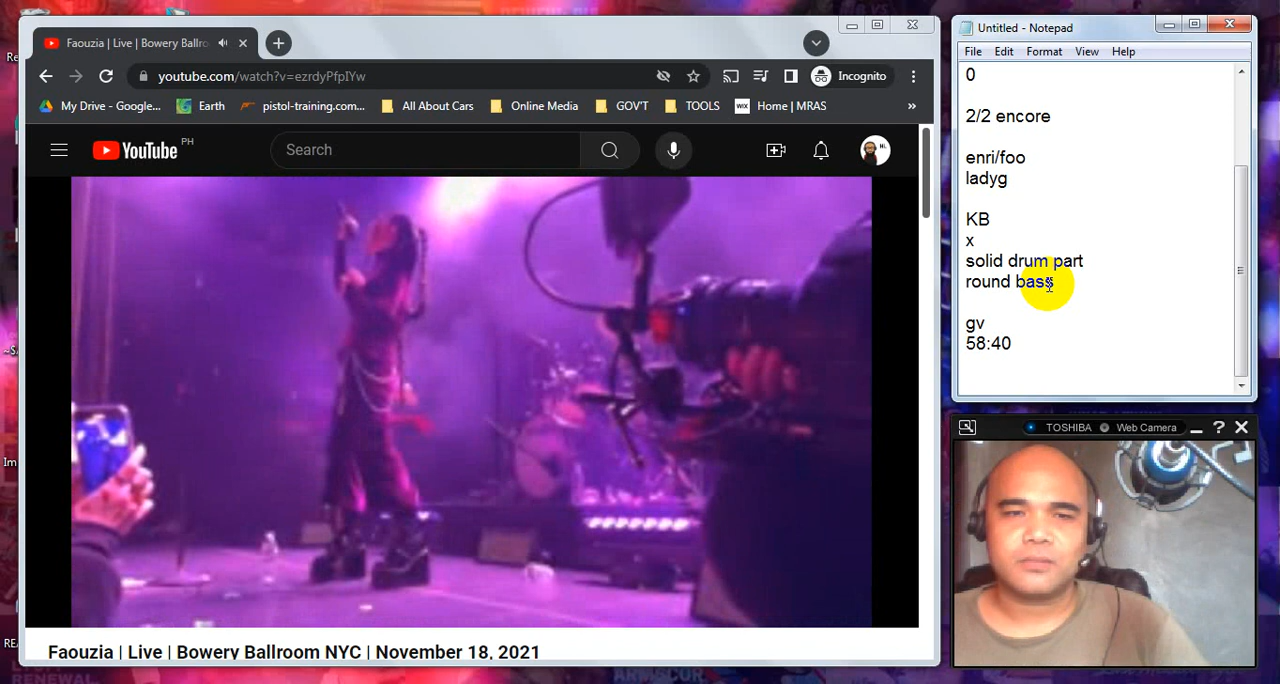 Faouzia | Live | Bowery Ballro
youtube.com/watch?v=ezrdyPfpIYw
Incognito
My Drive - Google...
Earth
pistol-training.com...
All About Cars
Online Media
GOV'T
TOOLS
WIX
Home | MRAS
»
YouTube PH
Search
Faouzia | Live | Bowery Ballroom NYC | November 18, 2021
Untitled - Notepad
File Edit Format View Help
0
2/2 encore
enri/foo
ladyg
KB
x
solid drum part
round bass
gv
58:40
TOSHIBA Web Camera
?